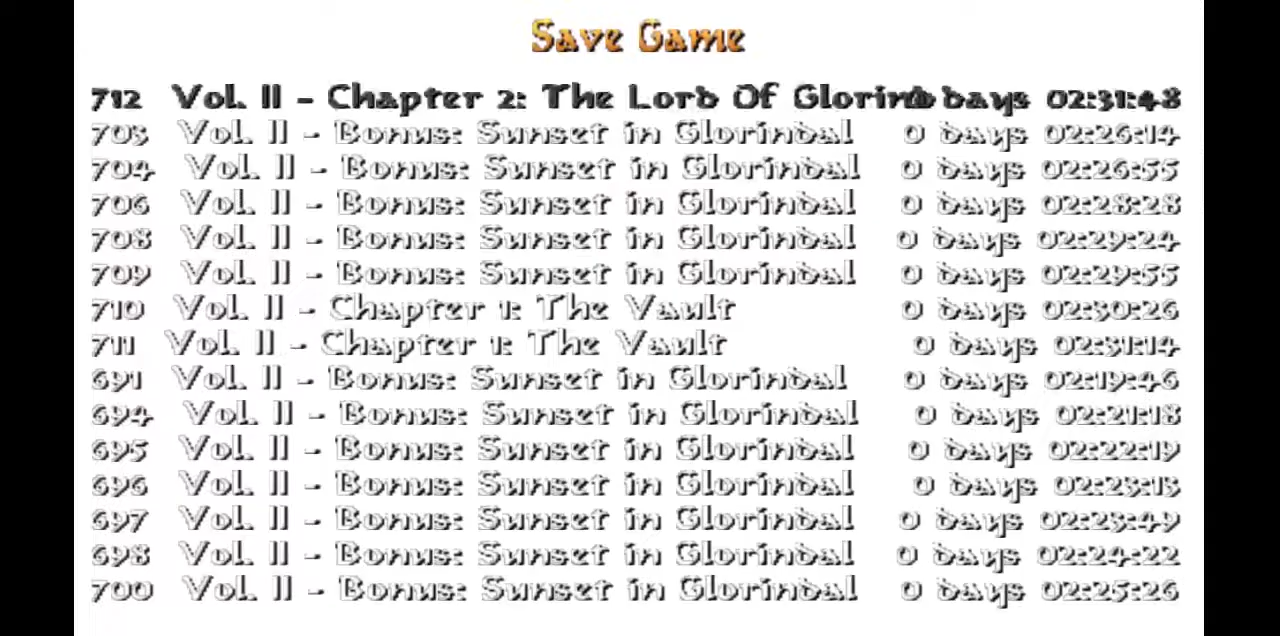 Save Game
712 Vol. II - Chapter 2: The Lord Of Glorind 0 days 02:31:48
703 Vol. II - Bonus: Sunset in Glorindal 0 days 02:26:14
704 Vol. II - Bonus: Sunset in Glorindal 0 days 02:26:55
706 Vol. II - Bonus: Sunset in Glorindal 0 days 02:28:28
708 Vol. II - Bonus: Sunset in Glorindal 0 days 02:29:24
709 Vol. II - Bonus: Sunset in Glorindal 0 days 02:29:55
710 Vol. II - Chapter 1: The Vault 0 days 02:30:26
711 Vol. II - Chapter 1: The Vault 0 days 02:31:14
691 Vol. II - Bonus: Sunset in Glorindal 0 days 02:19:46
694 Vol. II - Bonus: Sunset in Glorindal 0 days 02:21:18
695 Vol. II - Bonus: Sunset in Glorindal 0 days 02:22:19
696 Vol. II - Bonus: Sunset in Glorindal 0 days 02:23:13
697 Vol. II - Bonus: Sunset in Glorindal 0 days 02:23:49
698 Vol. II - Bonus: Sunset in Glorindal 0 days 02:24:22
700 Vol. II - Bonus: Sunset in Glorindal 0 days 02:25:26